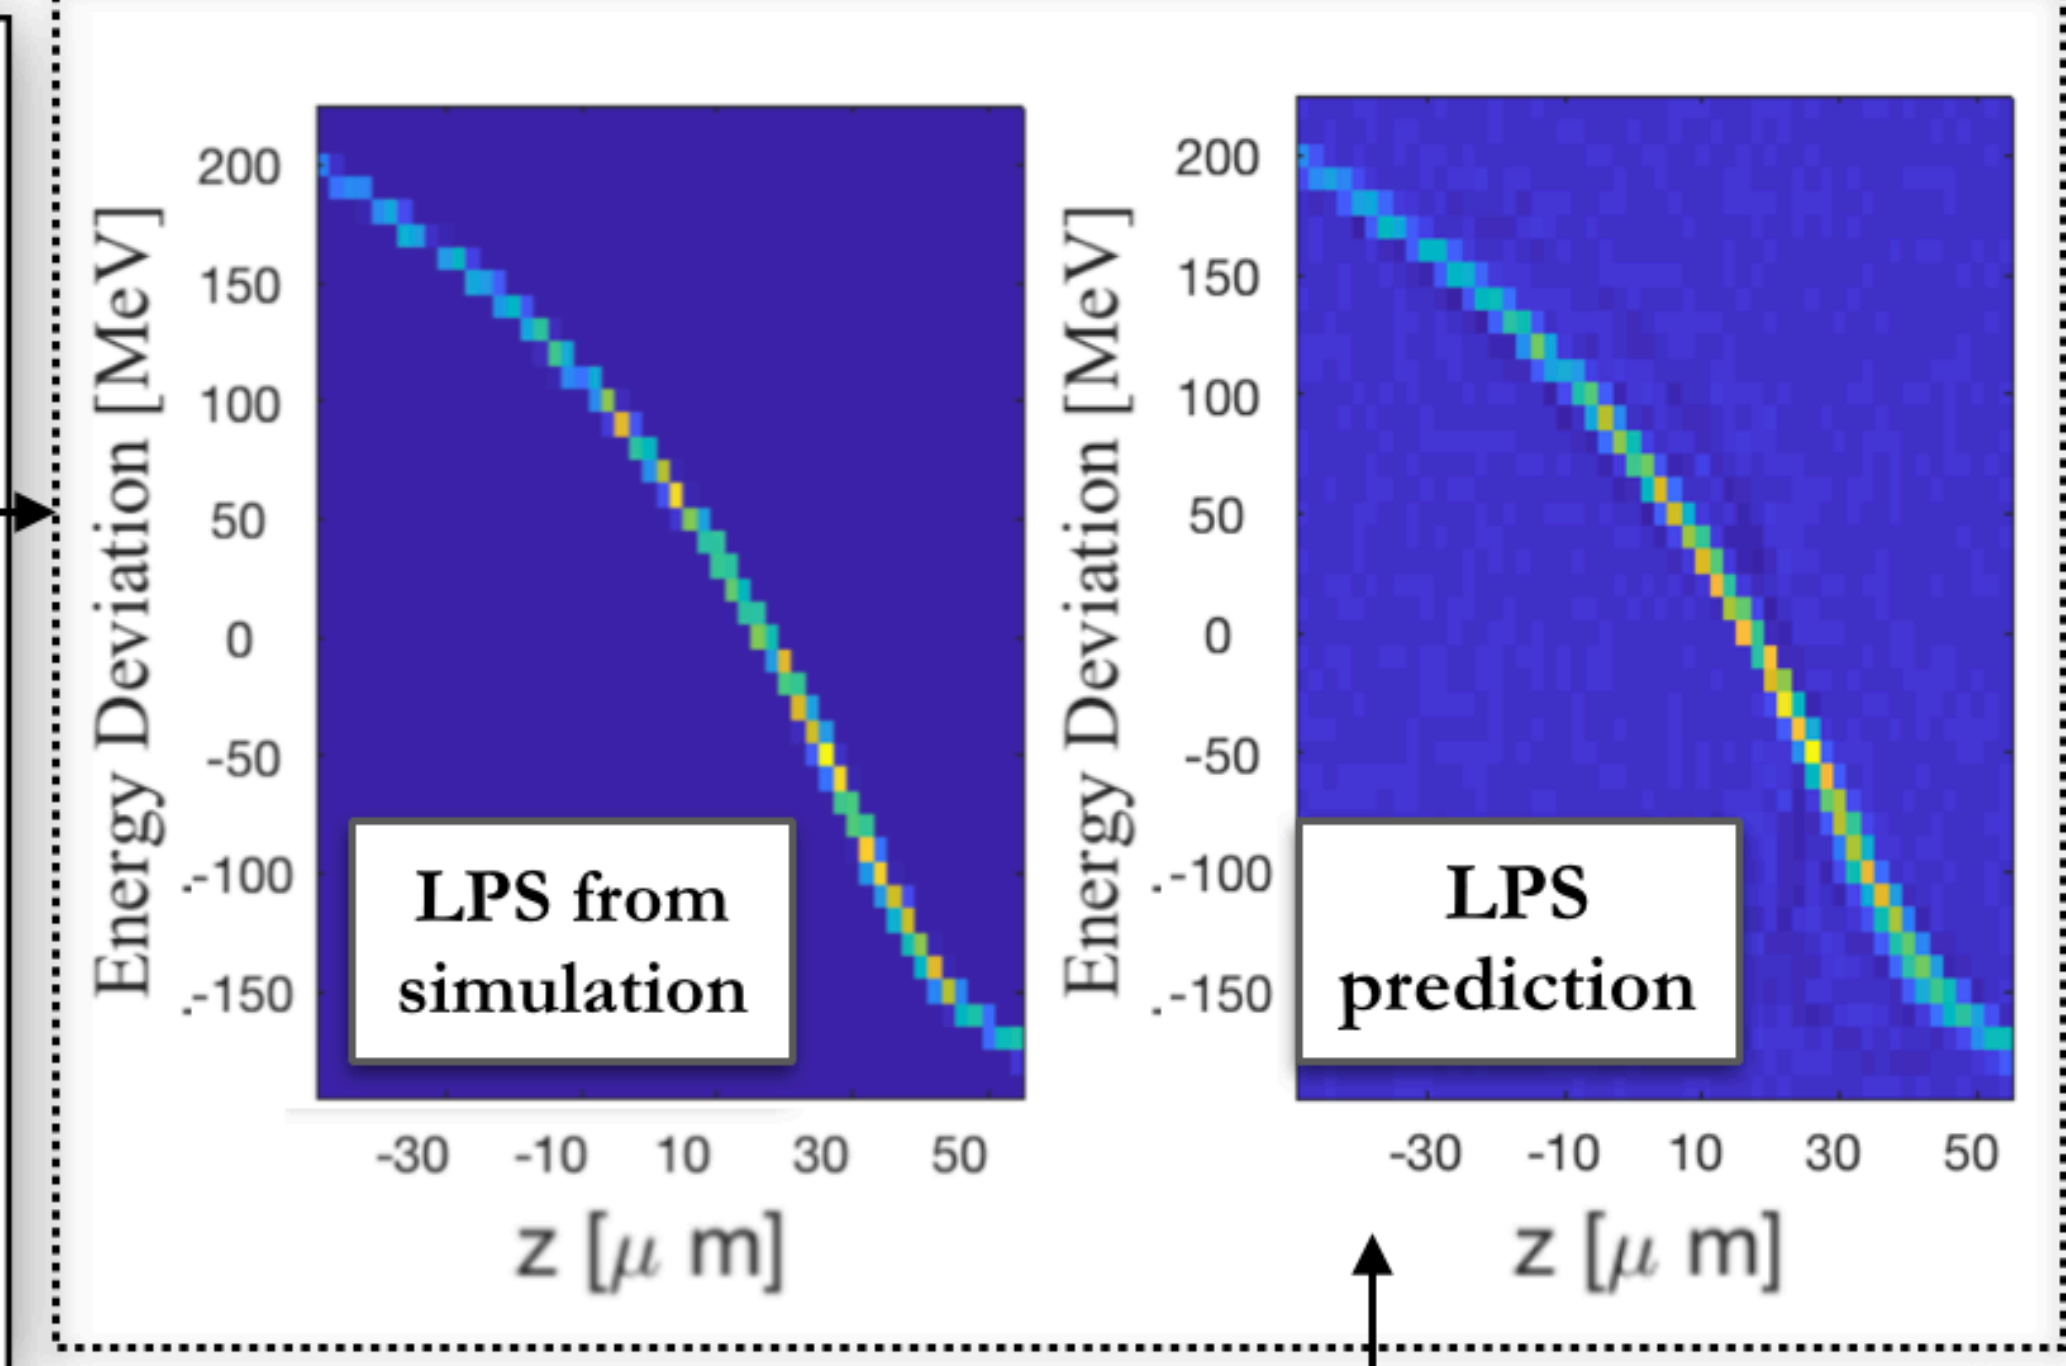 Energy Deviation [MeV]
200
150
100
50
0
-50
.-100
.-150
LPS from
simulation
-30 -10 10 30 50
z [μ m]
Energy Deviation [MeV]
200
150
100
50
0
-50
.-100
.-150
LPS
prediction
-30 -10 10 30 50
z [μ m]